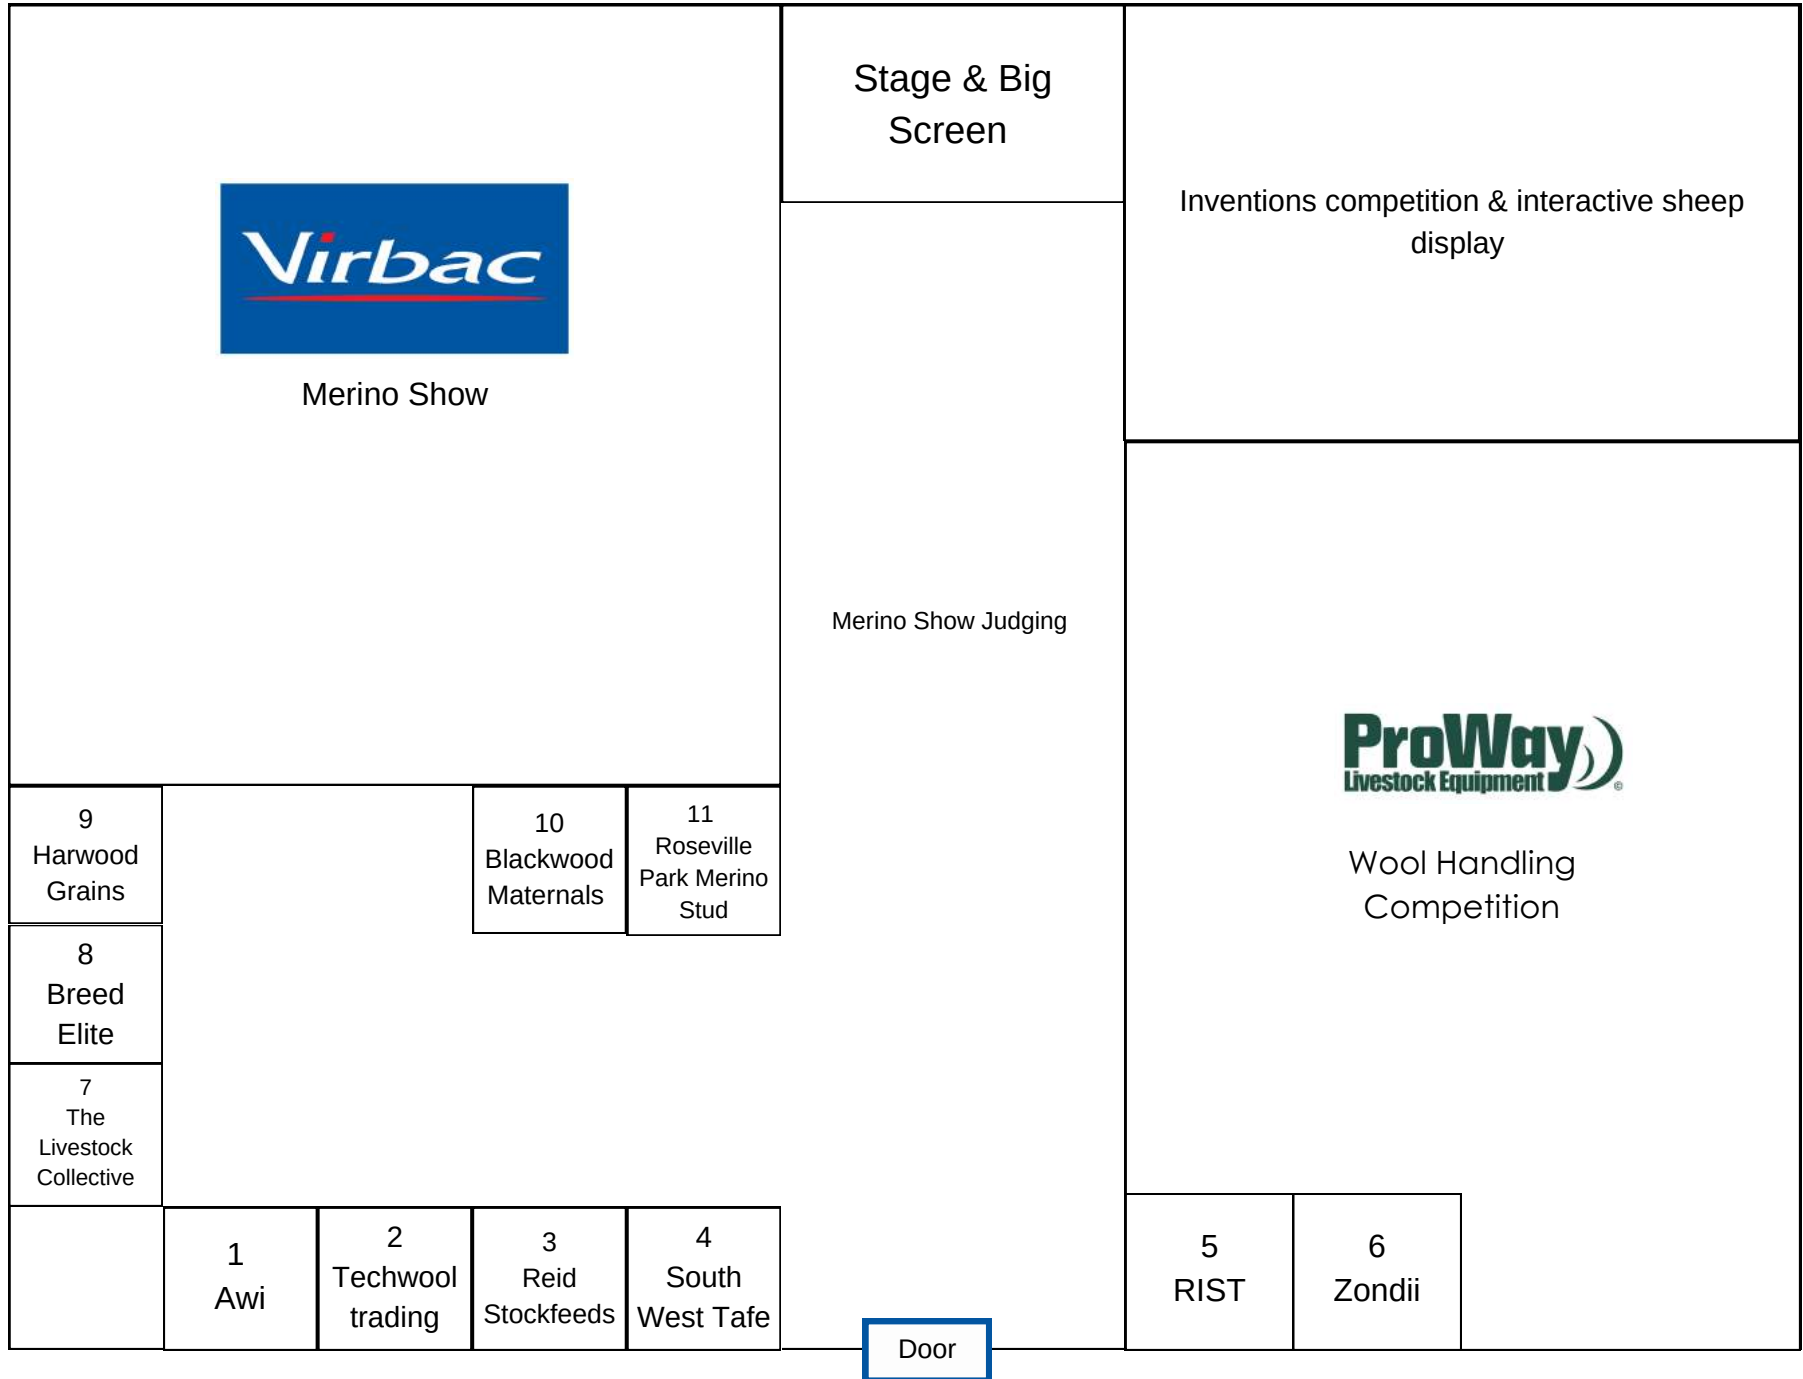 Stage & Big
Screen
Inventions competition & interactive sheep
display
Virbac
Merino Show
Merino Show Judging
ProWay
Livestock Equipment
©
Wool Handling
Competition
9
Harwood
Grains
10
Blackwood
Maternals
11
Roseville
Park Merino
Stud
8
Breed
Elite
7
The
Livestock
Collective
1
Awi
2
Techwool
trading
3
Reid
Stockfeeds
4
South
West Tafe
5
RIST
6
Zondii
Door